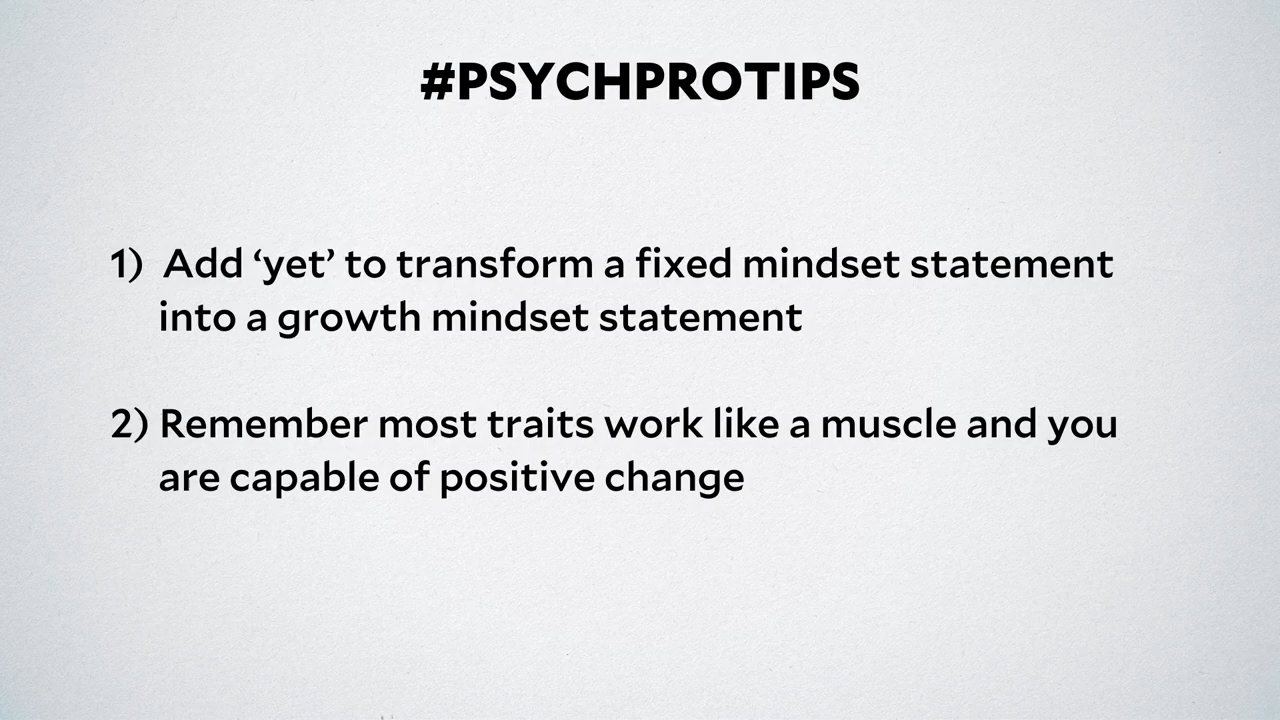 #PSYCHPROTIPS
1) Add ‘yet’ to transform a fixed mindset statement
into a growth mindset statement
2) Remember most traits work like a muscle and you
are capable of positive change